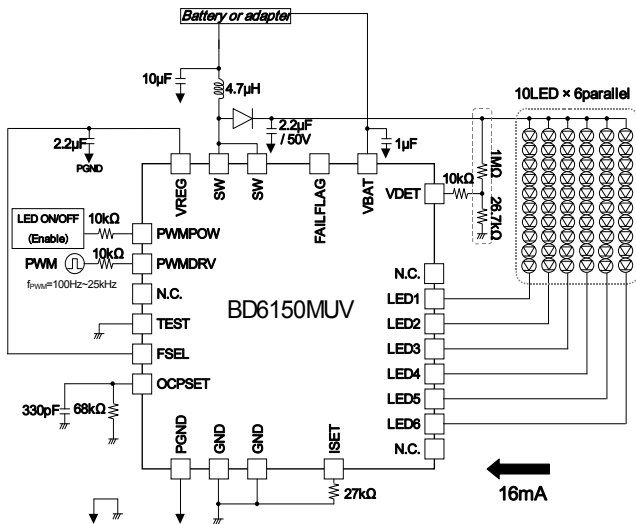 Battery or adapter
10µF
4.7µH
10LED × 6parallel
2.2µF
2.2µF
/ 50V
1µF
PGND
1MΩ
10kΩ
26.7kΩ
VREG
SW
SW
FAILFLAG
VBAT
VDET
LED ON/OFF
(Enable)
10kΩ
PWMPOW
PWM
10kΩ
PWMDRV
fPWM=100Hz~25kHz
N.C.
N.C.
BD6150MUV
LED1
TEST
LED2
FSEL
LED3
OCPSET
LED4
330pF
68kΩ
LED5
LED6
N.C.
PGND
GND
GND
ISET
27kΩ
16mA